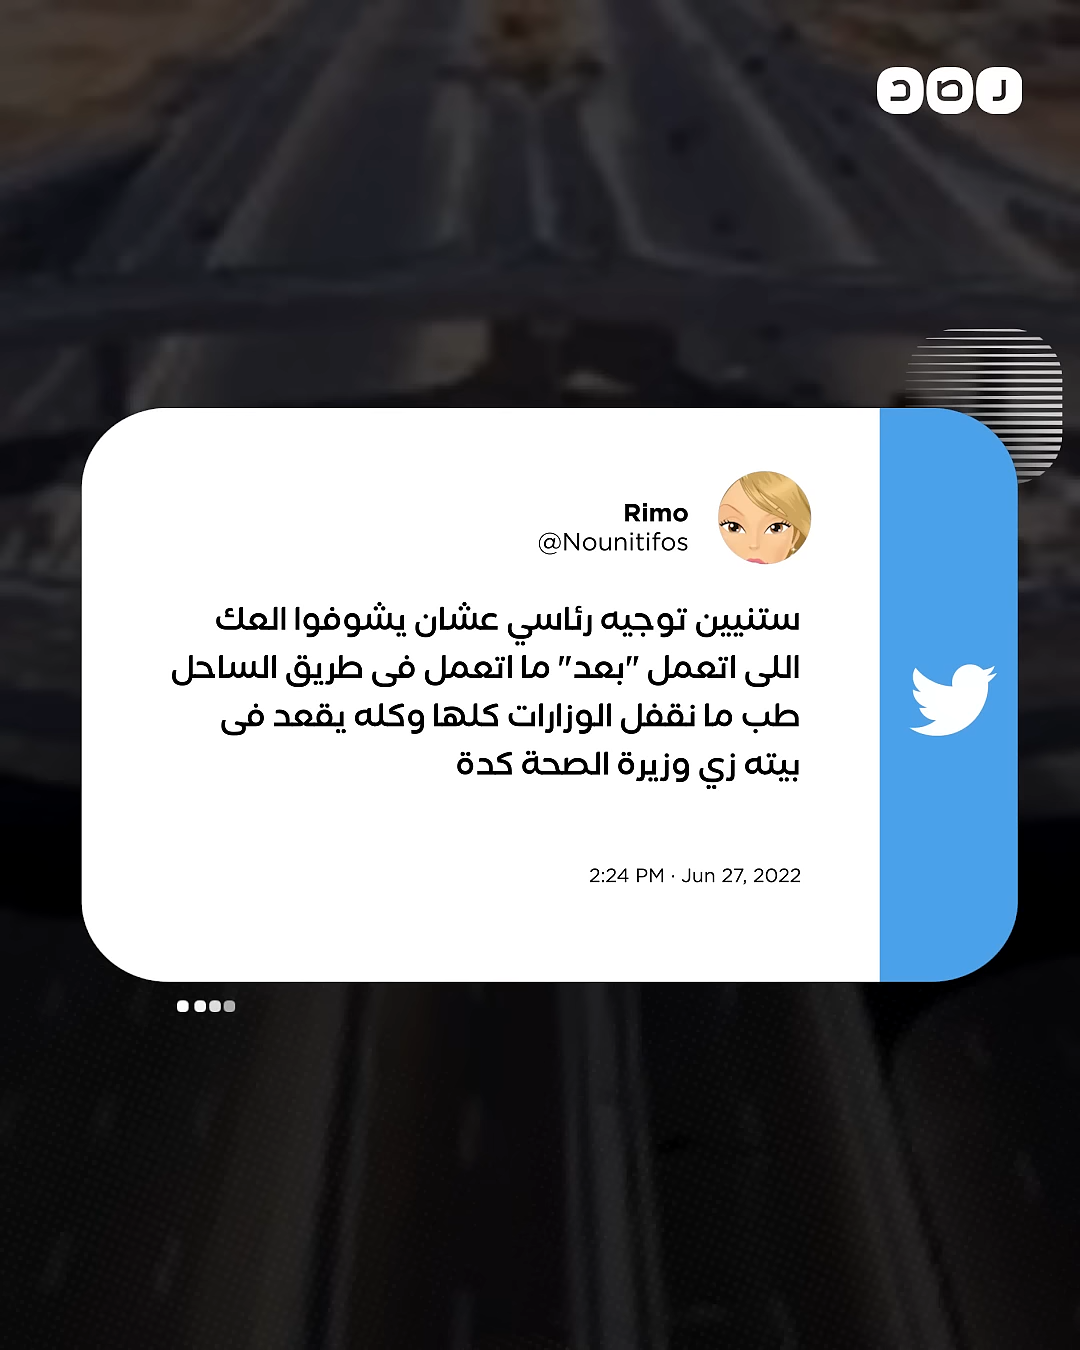 رصد
Rimo
@Nounitifos
ستنيين توجيه رئاسي عشان يشوفوا العك
اللى اتعمل "بعد" ما اتعمل فى طريق الساحل
طب ما نقفل الوزارات كلها وكله يقعد فى
بيته زي وزيرة الصحة كدة
2:24 PM · Jun 27, 2022